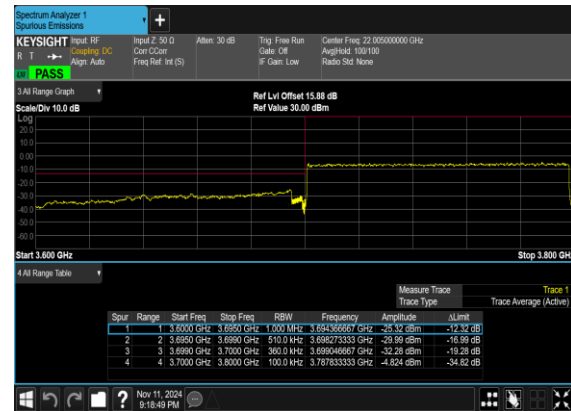 Spectrum Analyzer 1
Spurious Emissions
KEYSIGHT Input: RF Input Z: 50 Ω Atten: 30 dB Trig: Free Run Center Freq: 22.005000000 GHz
R T Coupling: DC Corr CCorr Gate: Off Avg|Hold: 100/100
Align: Auto Freq Ref: Int (S) IF Gain: Low Radio Std: None
PASS
3 All Range Graph
Ref Lvl Offset 15.88 dB
Scale/Div 10.0 dB Ref Value 30.00 dBm
Log
20.0
10.0
0.00
-10.0
-20.0
-30.0
-40.0
-50.0
-60.0
Start 3.600 GHz Stop 3.800 GH
4 All Range Table
Measure Trace Trace 1
Trace Type Trace Average (Active)
Spur Range Start Freq Stop Freq RBW Frequency Amplitude ΔLimit
1 1 3.6000 GHz 3.6950 GHz 1.000 MHz 3.694366667 GHz -25.32 dBm -12.32 dB
2 2 3.6950 GHz 3.6990 GHz 510.0 kHz 3.698273333 GHz -29.99 dBm -16.99 dB
3 3 3.6990 GHz 3.7000 GHz 360.0 kHz 3.699046667 GHz -32.28 dBm -19.28 dB
4 4 3.7000 GHz 3.8000 GHz 100.0 kHz 3.787833333 GHz -4.824 dBm -34.82 dB
Nov 11, 2024
9:18:49 PM